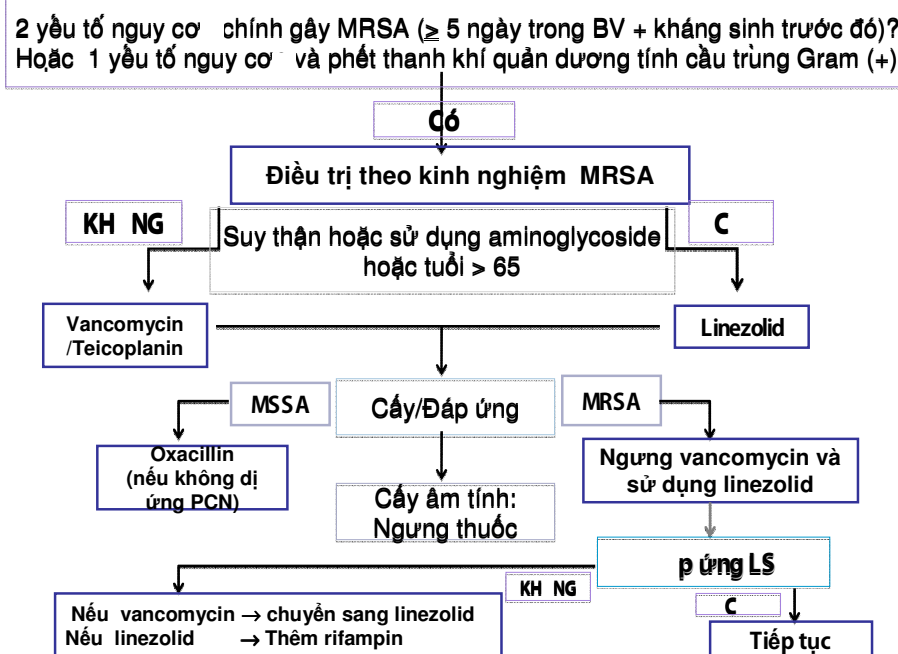 2 yếu tố nguy cơ chính gây MRSA (≥ 5 ngày trong BV + kháng sinh trước đó)?
Hoặc 1 yếu tố nguy cơ và phết thanh khí quản dương tính cầu trùng Gram (+)
Có
Điều trị theo kinh nghiệm MRSA
KH NG
Suy thận hoặc sử dụng aminoglycoside
hoặc tuổi > 65
C
Vancomycin
/Teicoplanin
Linezolid
MSSA
Cấy/Đáp ứng
MRSA
Oxacillin
(nếu không dị
ứng PCN)
Cấy âm tính:
Ngưng thuốc
Ngưng vancomycin và
sử dụng linezolid
p ứng LS
KH NG
C
Nếu vancomycin → chuyển sang linezolid
Nếu linezolid → Thêm rifampin
Tiếp tục